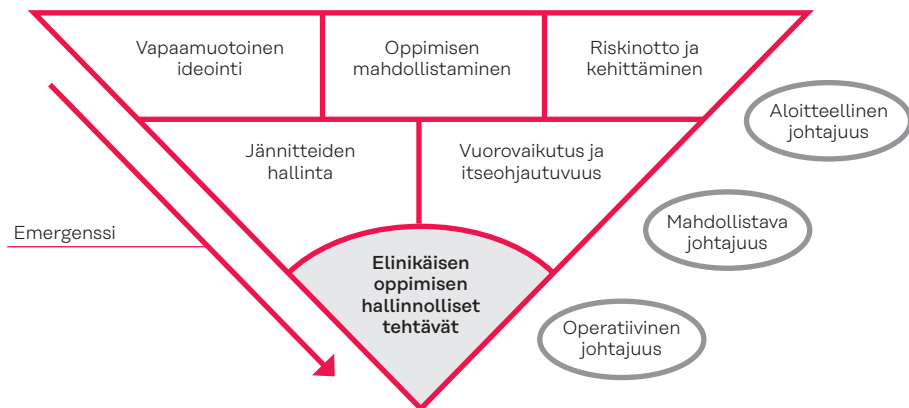 Vapaamuotoinen
ideointi
Oppimisen
mahdollistaminen
Riskinotto ja
kehittäminen
Aloitteellinen
johtajuus
Jännitteiden
hallinta
Vuorovaikutus ja
itseohjautuvuus
Mahdollistava
johtajuus
Emergenssi
Elinikäisen
oppimisen
hallinnolliset
tehtävät
Operatiivinen
johtajuus